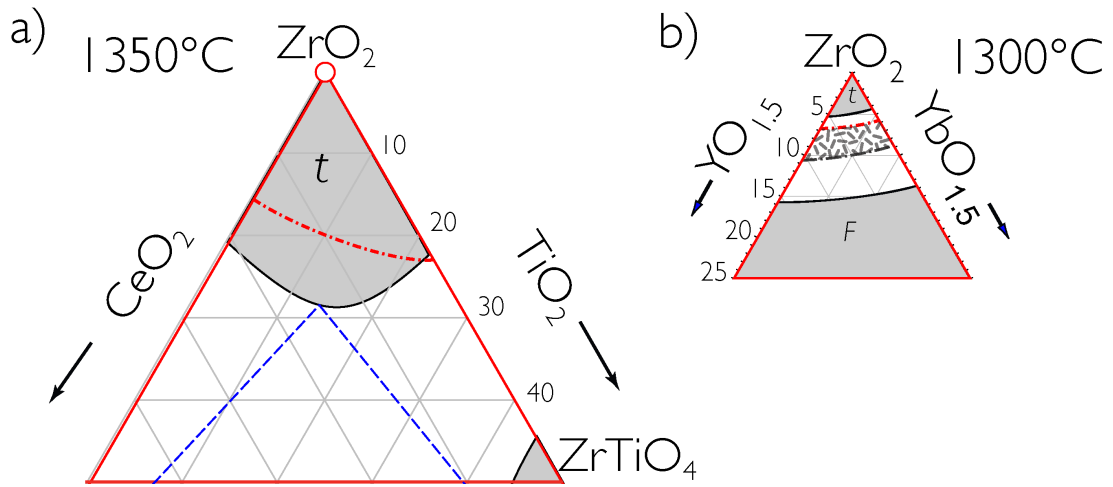 a)
1350°C
ZrO₂
10
t
20
CeO₂
TiO₂
30
40
ZrTiO₄
b)
ZrO₂
1300°C
5
t
YO₁.₅
YbO₁.₅
10
15
20
F
25